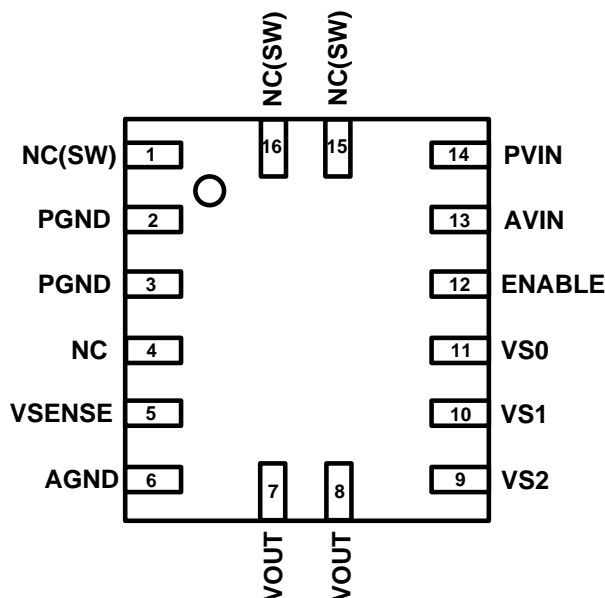 NC(SW)
NC(SW)
16
15
NC(SW)
1
14
PVIN
PGND
2
13
AVIN
PGND
3
12
ENABLE
NC
4
11
VS0
VSENSE
5
10
VS1
AGND
6
9
VS2
7
8
VOUT
VOUT